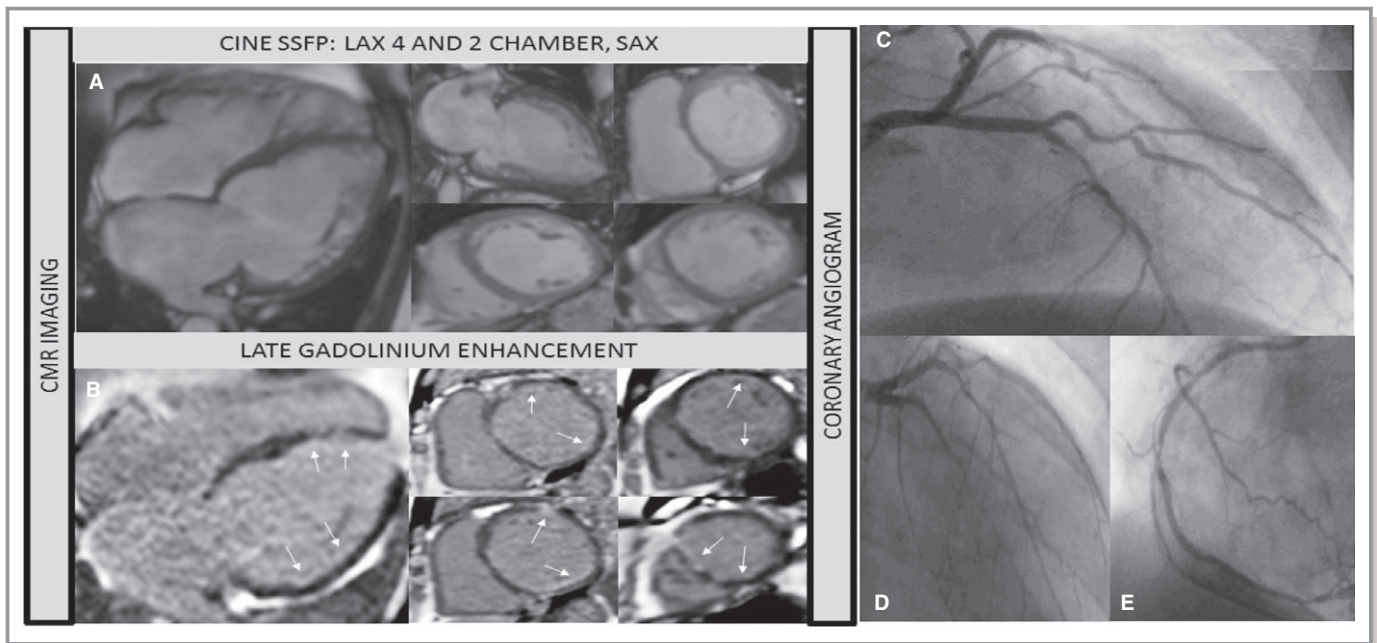 CMR IMAGING
CINE SSFP: LAX 4 AND 2 CHAMBER, SAX
A
LATE GADOLINIUM ENHANCEMENT
B
CORONARY ANGIOGRAM
C
D
E